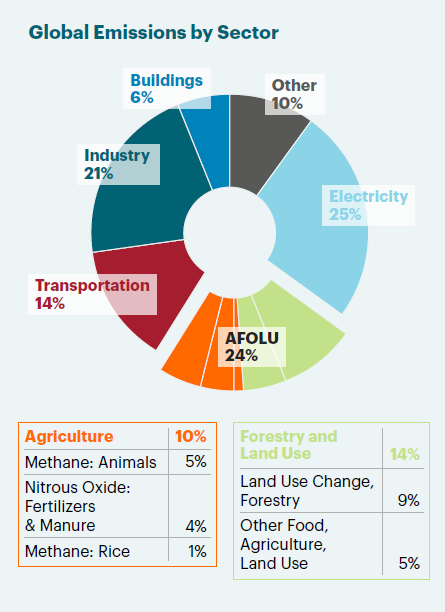 Global Emissions by Sector
Buildings
6%
Other
10%
Industry
21%
Electricity
25%
Transportation
14%
AFOLU
24%
Agriculture 10%
Methane: Animals 5%
Nitrous Oxide:
Fertilizers
& Manure 4%
Methane: Rice 1%
Forestry and
Land Use 14%
Land Use Change,
Forestry 9%
Other Food,
Agriculture,
Land Use 5%